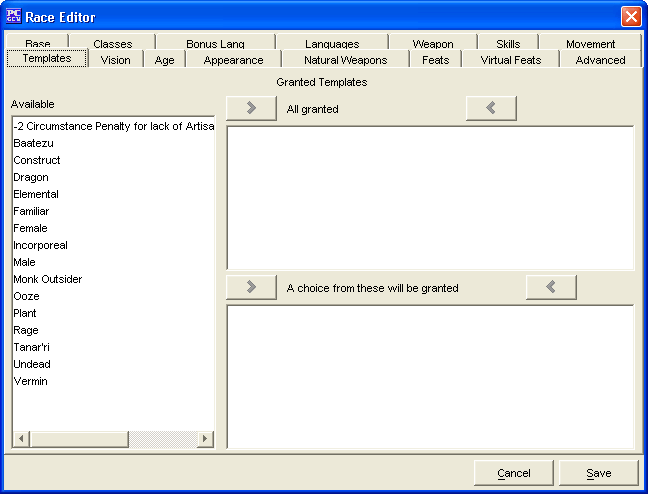 PC GEN Race Editor
Base Classes Bonus Lang Languages Weapon Skills Movement
Templates Vision Age Appearance Natural Weapons Feats Virtual Feats Advanced
Granted Templates
Available
All granted
-2 Circumstance Penalty for lack of Artisa
Baatezu
Construct
Dragon
Elemental
Familiar
Female
Incorporeal
Male
Monk Outsider
Ooze
Plant
Rage
Tanar'ri
Undead
Vermin
A choice from these will be granted
Cancel Save